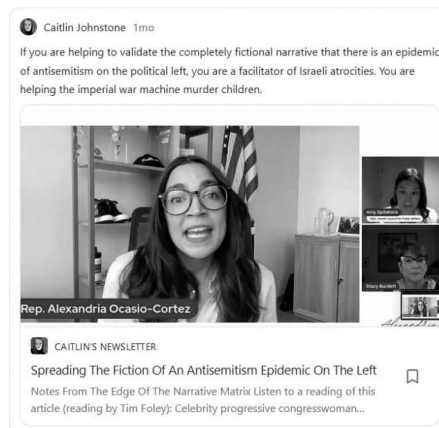 Caitlin Johnstone 1mo
If you are helping to validate the completely fictional narrative that there is an epidemic
of antisemitism on the political left, you are a facilitator of Israeli atrocities. You are
helping the imperial war machine murder children.
Rep. Alexandria Ocasio-Cortez
Amy Spitalnick
Stacy Burdett
CAITLIN'S NEWSLETTER
Spreading The Fiction Of An Antisemitism Epidemic On The Left
Notes From The Edge Of The Narrative Matrix Listen to a reading of this
article (reading by Tim Foley): Celebrity progressive congresswoman...